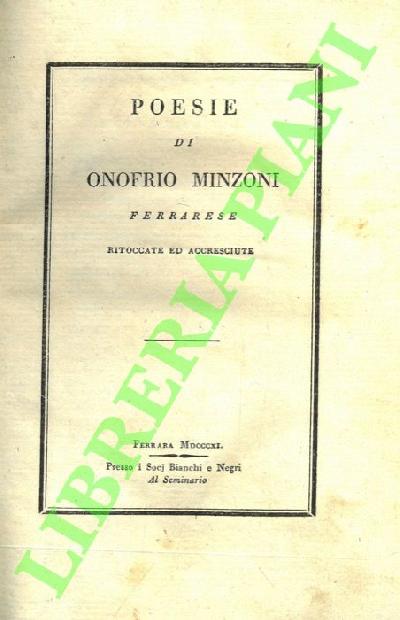 POESIE
DI
ONOFRIO MINZONI
FERRARESE
RITOCCATE ED ACCRESCIUTE
FERRARA MDCCCXI.
Presso i Socj Bianchi e Negri
Al Seminario
LIBRERIA PIANI